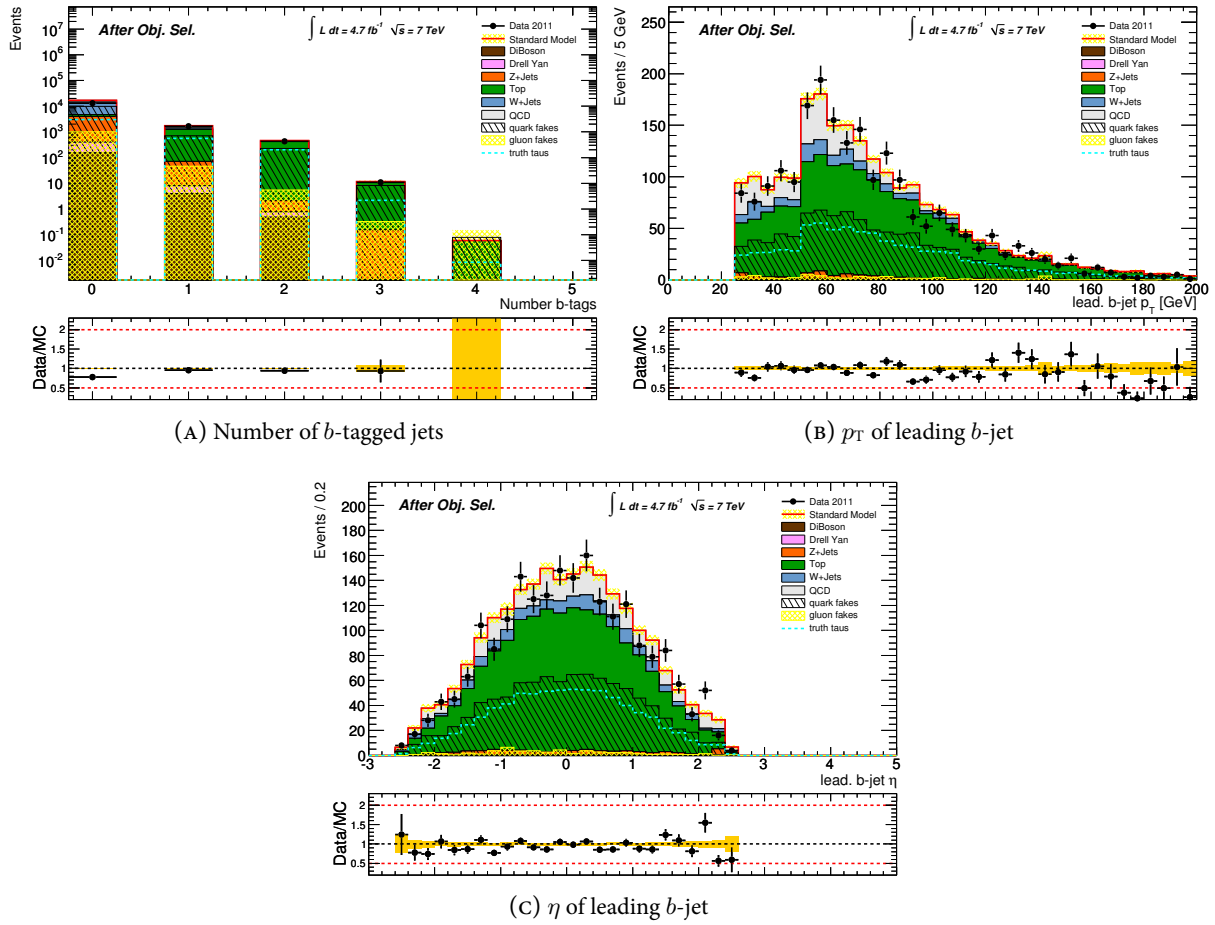 Events
10⁷
10⁶
10⁵
10⁴
10³
10²
10
1
10⁻¹
10⁻²
After Obj. Sel.
∫ L dt = 4.7 fb⁻¹ √s = 7 TeV
Data 2011
Standard Model
DiBoson
Drell Yan
Z+Jets
Top
W+Jets
QCD
quark fakes
gluon fakes
truth taus
0 1 2 3 4 5
Number b-tags
Data/MC
2
1.5
1
0.5
(A) Number of b-tagged jets
Events / 5 GeV
250
200
150
100
50
0
After Obj. Sel.
∫ L dt = 4.7 fb⁻¹ √s = 7 TeV
Data 2011
Standard Model
DiBoson
Drell Yan
Z+Jets
Top
W+Jets
QCD
quark fakes
gluon fakes
truth taus
0 20 40 60 80 100 120 140 160 180 200
lead. b-jet p_T [GeV]
Data/MC
2
1.5
1
0.5
(B) p_T of leading b-jet
Events / 0.2
200
180
160
140
120
100
80
60
40
20
0
After Obj. Sel.
∫ L dt = 4.7 fb⁻¹ √s = 7 TeV
Data 2011
Standard Model
DiBoson
Drell Yan
Z+Jets
Top
W+Jets
QCD
quark fakes
gluon fakes
truth taus
-3 -2 -1 0 1 2 3 4 5
lead. b-jet η
Data/MC
2
1.5
1
0.5
(C) η of leading b-jet